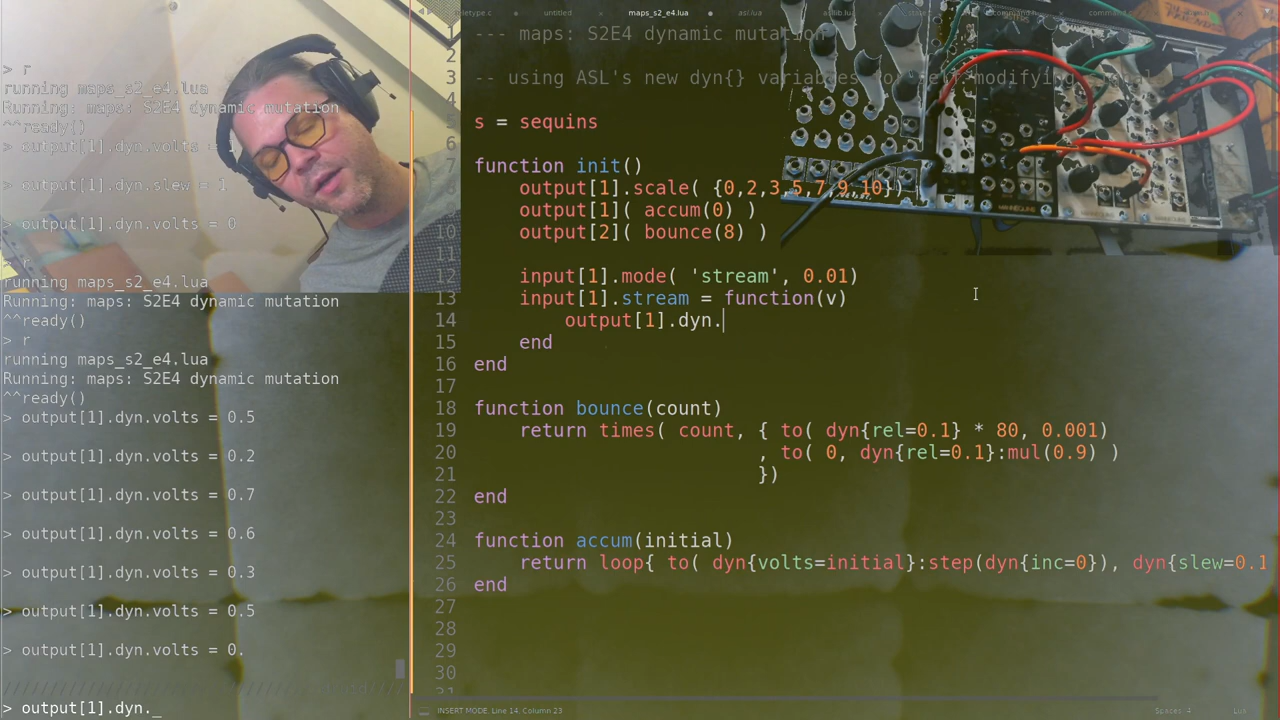 > r
running maps_s2_e4.lua
Running: maps: S2E4 dynamic mutation
^^ready()
> output[1].dyn.volts = 1
> output[1].dyn.slew = 1
> output[1].dyn.volts = 0
> r
running maps_s2_e4.lua
Running: maps: S2E4 dynamic mutation
^^ready()
> r
running maps_s2_e4.lua
Running: maps: S2E4 dynamic mutation
^^ready()
> output[1].dyn.volts = 0.5
> output[1].dyn.volts = 0.2
> output[1].dyn.volts = 0.7
> output[1].dyn.volts = 0.6
> output[1].dyn.volts = 0.3
> output[1].dyn.volts = 0.5
> output[1].dyn.volts = 0.
> output[1].dyn._
untitled
maps_s2_e4.lua
1 --- maps: S2E4 dynamic mutation
2
3 -- using ASL's new dyn{} variables to self-modifying
4
5 s = sequins
6
7 function init()
8 output[1].scale( {0,2,3,5,7,9,10})
9 output[1]( accum(0) )
10 output[2]( bounce(8) )
11
12 input[1].mode( 'stream', 0.01)
13 input[1].stream = function(v)
14 output[1].dyn.
15 end
16 end
17
18 function bounce(count)
19 return times( count, { to( dyn{rel=0.1} * 80, 0.001)
20 , to( 0, dyn{rel=0.1}:mul(0.9) )
21 })
22 end
23
24 function accum(initial)
25 return loop{ to( dyn{volts=initial}:step(dyn{inc=0}), dyn{slew=0.1
26 end
27
28
29
30
31
INSERT MODE, Line 14, Column 23
Spaces: 4
Lua